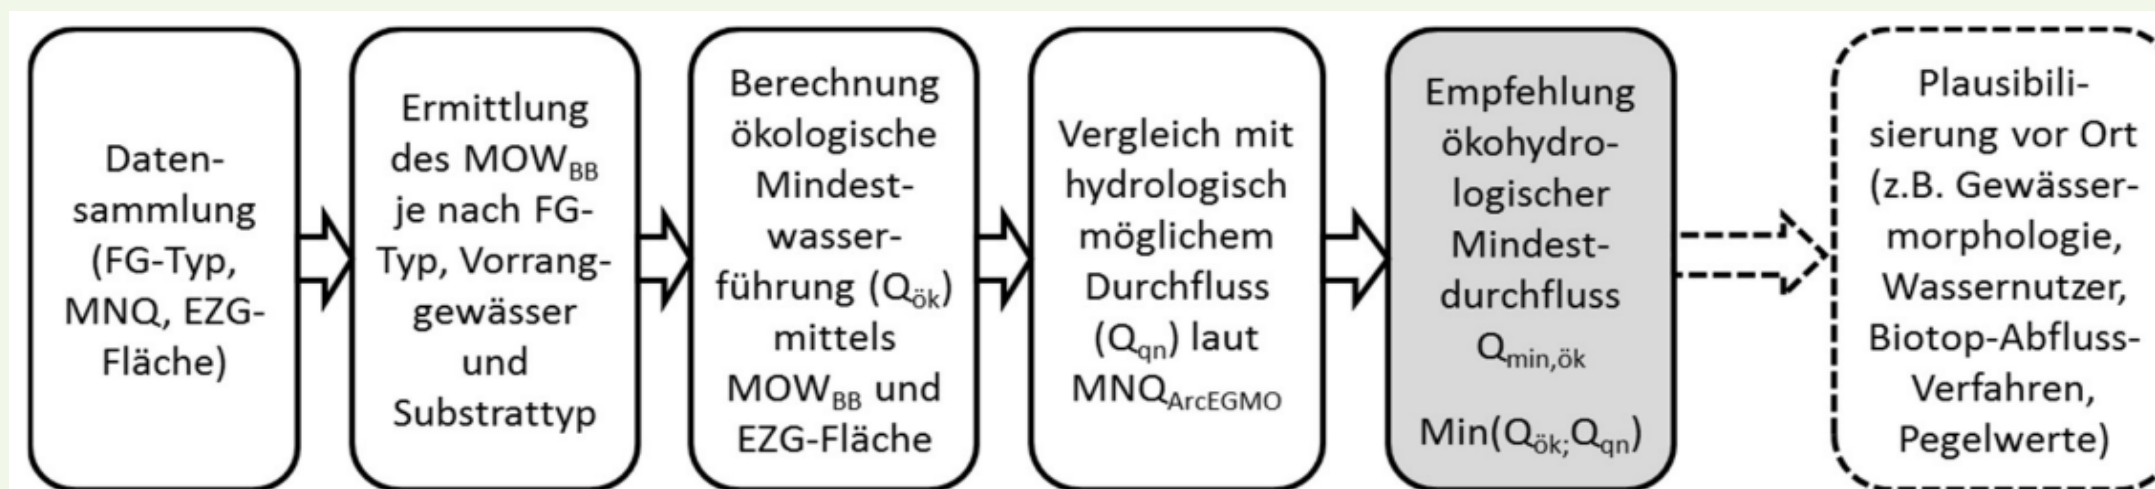 Daten-
sammlung
(FG-Typ,
MNQ, EZG-
Fläche)
Ermittlung
des MOW_BB
je nach FG-
Typ, Vorrang-
gewässer
und
Substrattyp
Berechnung
ökologische
Mindest-
wasser-
führung (Q_ök)
mittels
MOW_BB und
EZG-Fläche
Vergleich mit
hydrologisch
möglichem
Durchfluss
(Q_qn) laut
MNQ_ArcEGMO
Empfehlung
ökohydro-
logischer
Mindest-
durchfluss
Q_min,ök
Min(Q_ök;Q_qn)
Plausibili-
sierung vor Ort
(z.B. Gewässer-
morphologie,
Wassernutzer,
Biotop-Abfluss-
Verfahren,
Pegelwerte)